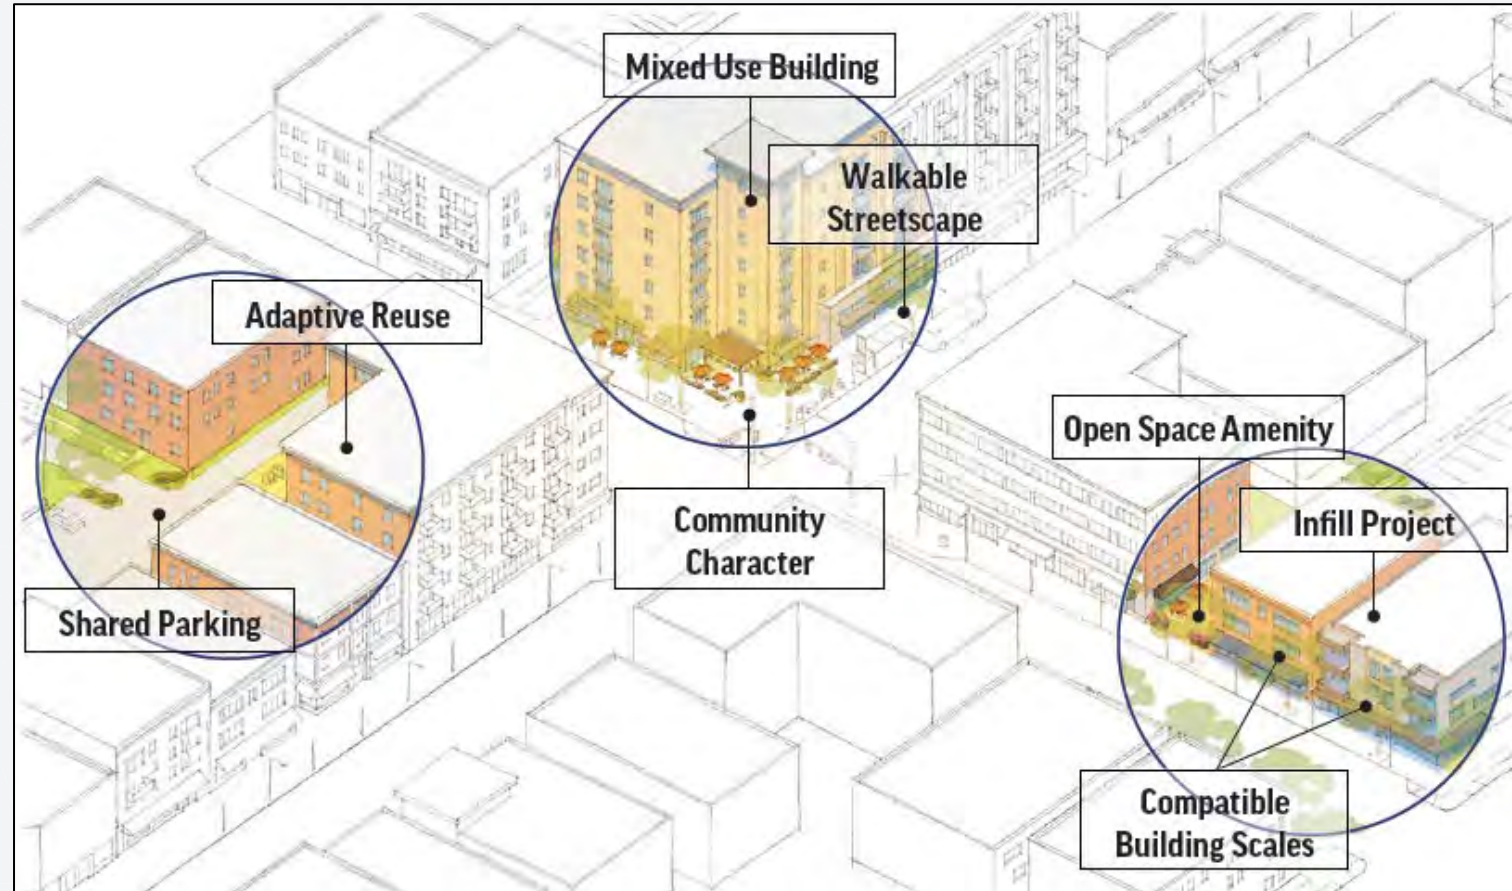 Mixed Use Building
Walkable
Streetscape
Adaptive Reuse
Open Space Amenity
Infill Project
Community
Character
Shared Parking
Compatible
Building Scales